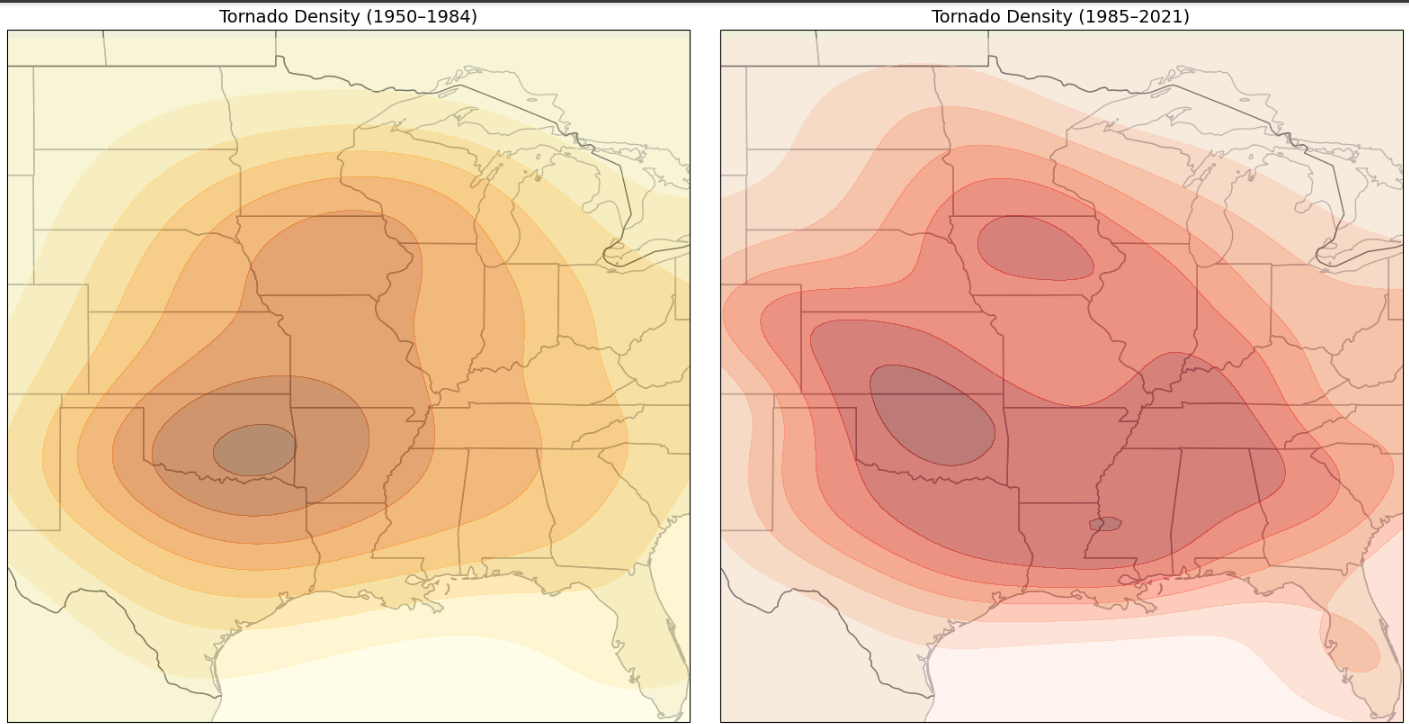 Tornado Density (1950–1984)
Tornado Density (1985–2021)